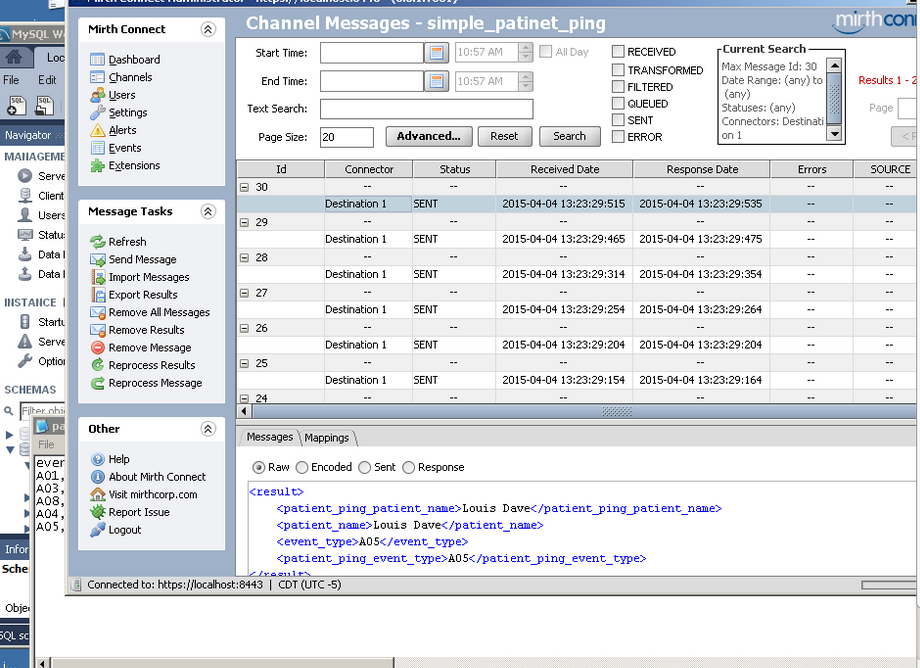 Mirth Connect Administrator - https://localhost:8443 - (3.0.1.7051)
MySQL W
Loc
File Edit
SQL SQL
Navigator
MANAGEME
Serve
Client
Users
Statu
Data I
Data I
INSTANCE
Startu
Serve
Option
SCHEMAS
Filter obje
Mirth Connect
Dashboard
Channels
Users
Settings
Alerts
Events
Extensions
Message Tasks
Refresh
Send Message
Import Messages
Export Results
Remove All Messages
Remove Results
Remove Message
Reprocess Results
Reprocess Message
Other
Help
About Mirth Connect
Visit mirthcorp.com
Report Issue
Logout
Channel Messages - simple_patinet_ping
mirth conn
Start Time: 10:57 AM All Day
End Time: 10:57 AM
Text Search:
Page Size: 20 Advanced... Reset Search
RECEIVED
TRANSFORMED
FILTERED
QUEUED
SENT
ERROR
Current Search
Max Message Id: 30
Date Range: (any) to
(any)
Statuses: (any)
Connectors: Destinati
on 1
Results 1 - 2
Page
< P
Id Connector Status Received Date Response Date Errors SOURCE
30 -- -- -- -- -- --
Destination 1 SENT 2015-04-04 13:23:29:515 2015-04-04 13:23:29:535 -- --
29 -- -- -- -- -- --
Destination 1 SENT 2015-04-04 13:23:29:465 2015-04-04 13:23:29:475 -- --
28 -- -- -- -- -- --
Destination 1 SENT 2015-04-04 13:23:29:314 2015-04-04 13:23:29:354 -- --
27 -- -- -- -- -- --
Destination 1 SENT 2015-04-04 13:23:29:254 2015-04-04 13:23:29:264 -- --
26 -- -- -- -- -- --
Destination 1 SENT 2015-04-04 13:23:29:204 2015-04-04 13:23:29:204 -- --
25 -- -- -- -- -- --
Destination 1 SENT 2015-04-04 13:23:29:154 2015-04-04 13:23:29:164 -- --
24 -- -- -- -- -- --
Messages Mappings
Raw Encoded Sent Response
<result>
<patient_ping_patient_name>Louis Dave</patient_ping_patient_name>
<patient_name>Louis Dave</patient_name>
<event_type>A05</event_type>
<patient_ping_event_type>A05</patient_ping_event_type>
</result>
Connected to: https://localhost:8443 | CDT (UTC -5)
pa
File
even
A01,
A03,
A08,
A04,
A05,
Infor
Sche
Obje
SQL sc